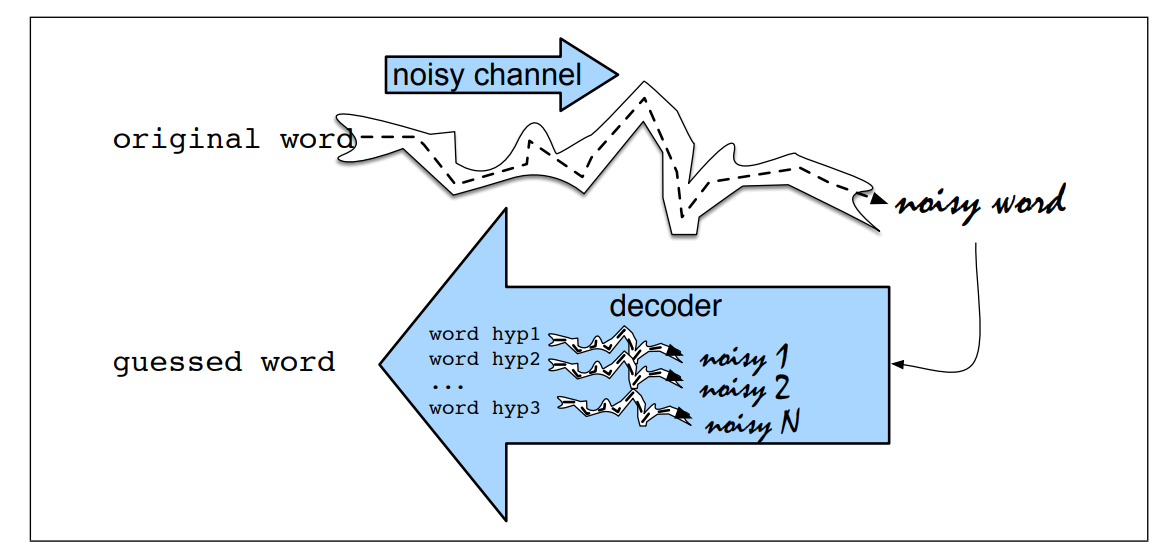 noisy channel
original word
noisy word
decoder
word hyp1
noisy 1
word hyp2
noisy 2
...
word hyp3
noisy N
guessed word